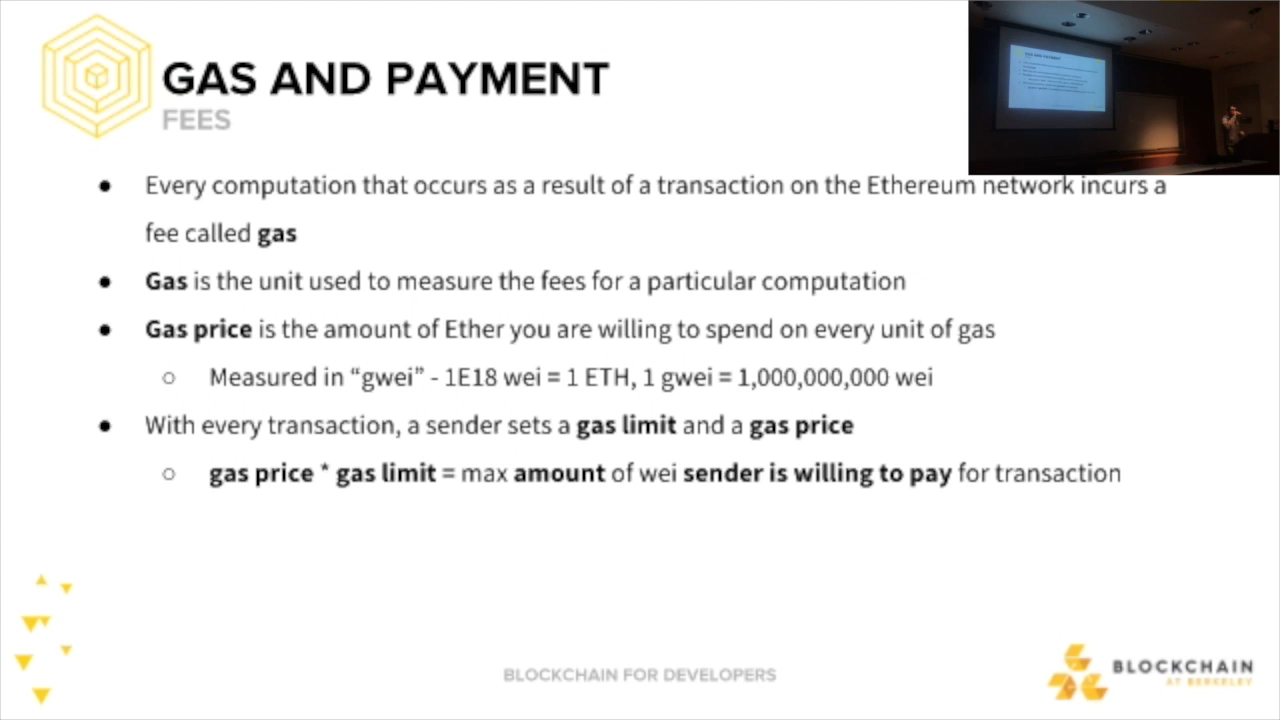 GAS AND PAYMENT
FEES
● Every computation that occurs as a result of a transaction on the Ethereum network incurs a
fee called gas
● Gas is the unit used to measure the fees for a particular computation
● Gas price is the amount of Ether you are willing to spend on every unit of gas
○ Measured in “gwei” - 1E18 wei = 1 ETH, 1 gwei = 1,000,000,000 wei
● With every transaction, a sender sets a gas limit and a gas price
○ gas price * gas limit = max amount of wei sender is willing to pay for transaction
BLOCKCHAIN FOR DEVELOPERS
BLOCKCHAIN
AT BERKELEY